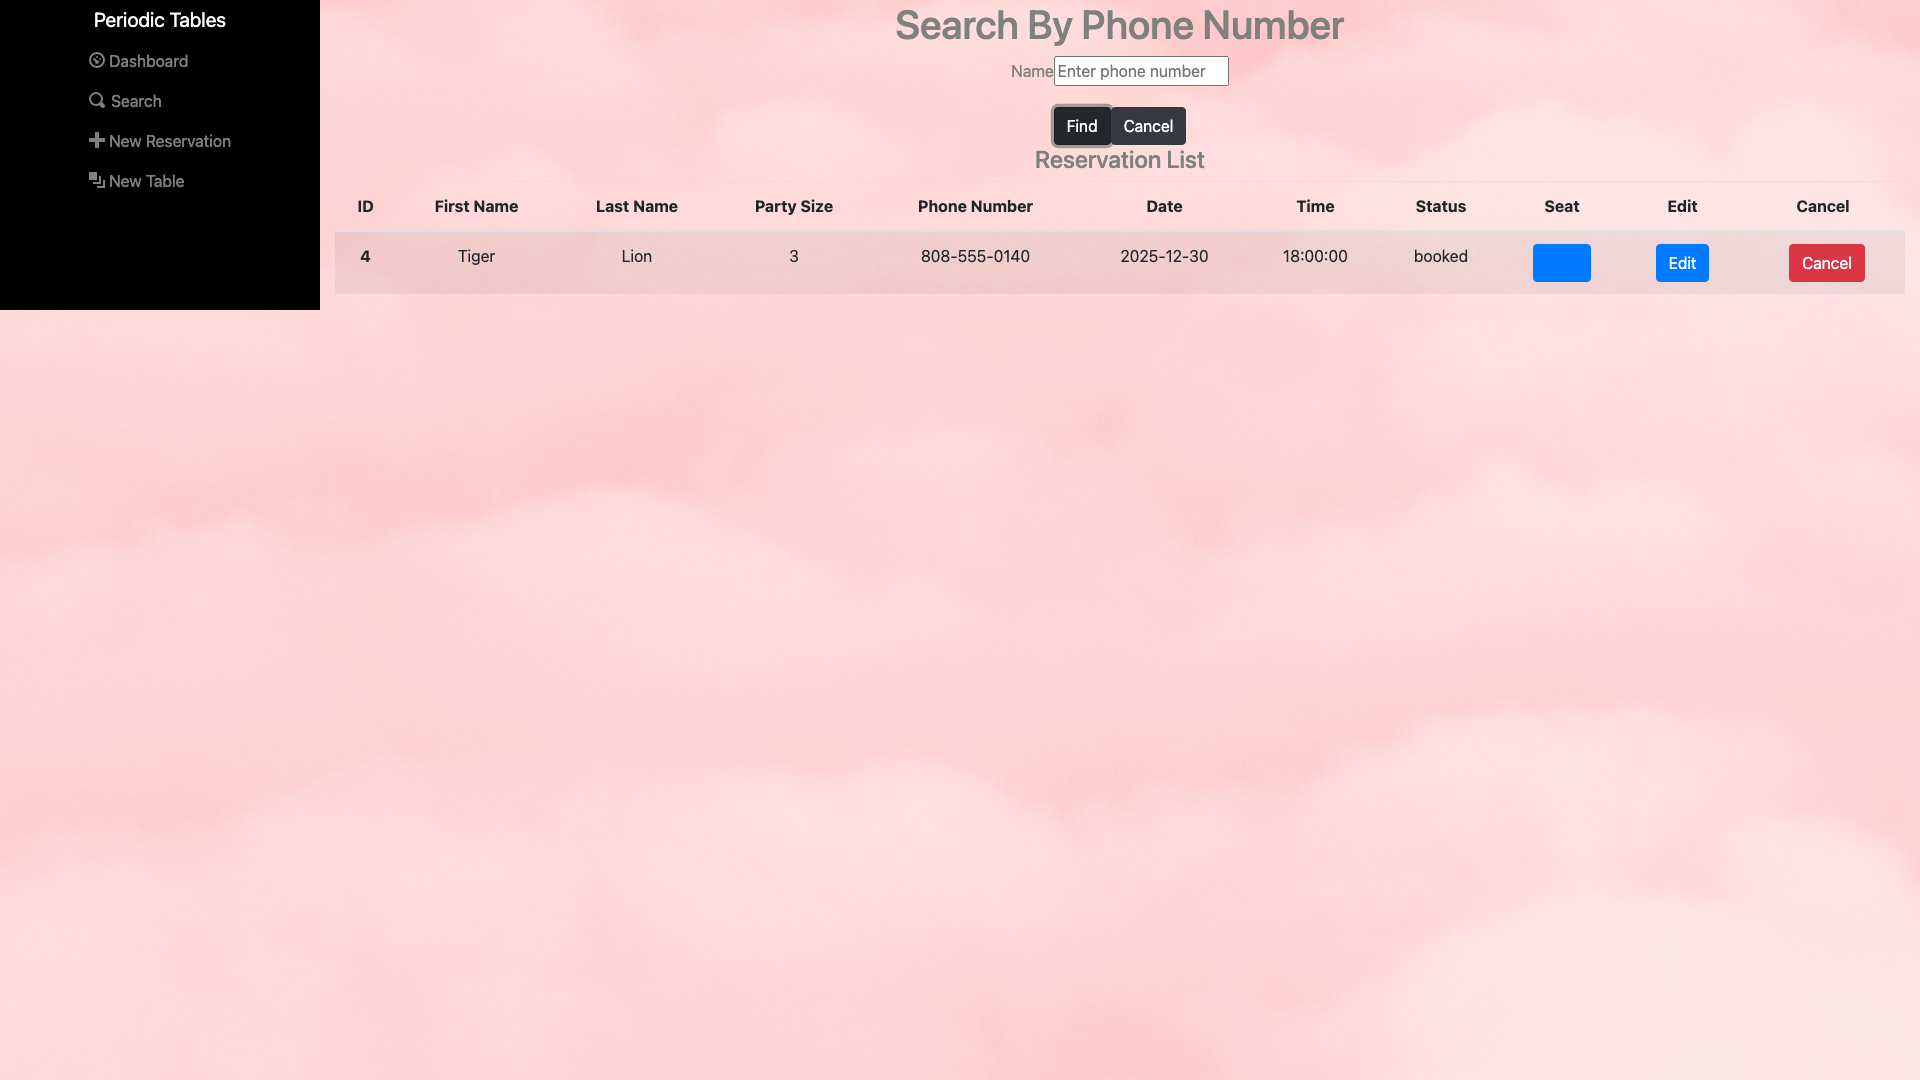 Periodic Tables
Dashboard
Search
New Reservation
New Table
Search By Phone Number
Name Enter phone number
Find Cancel
Reservation List
ID First Name Last Name Party Size Phone Number Date Time Status Seat Edit Cancel
4 Tiger Lion 3 808-555-0140 2025-12-30 18:00:00 booked Edit Cancel